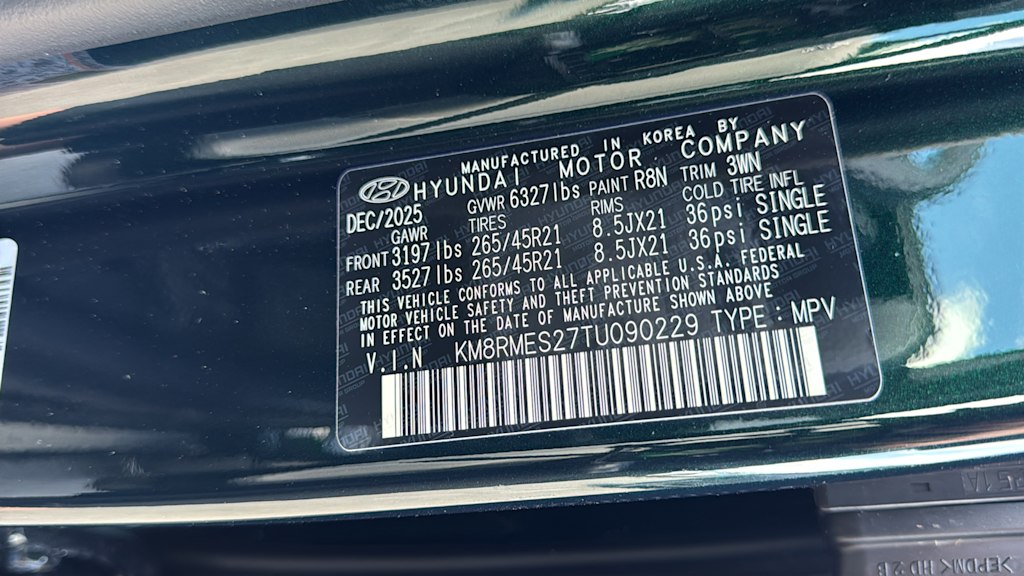 MANUFACTURED IN KOREA BY
HYUNDAI MOTOR COMPANY
DEC/2025 GVWR 6327lbs PAINT R8N TRIM 3WN
GAWR TIRES RIMS COLD TIRE INFL
FRONT 3197lbs 265/45R21 8.5JX21 36psi SINGLE
REAR 3527lbs 265/45R21 8.5JX21 36psi SINGLE
THIS VEHICLE CONFORMS TO ALL APPLICABLE U.S.A. FEDERAL
MOTOR VEHICLE SAFETY AND THEFT PREVENTION STANDARDS
IN EFFECT ON THE DATE OF MANUFACTURE SHOWN ABOVE
V.I.N KM8RMES27TU090229 TYPE : MPV
>EPDM< HD 2B